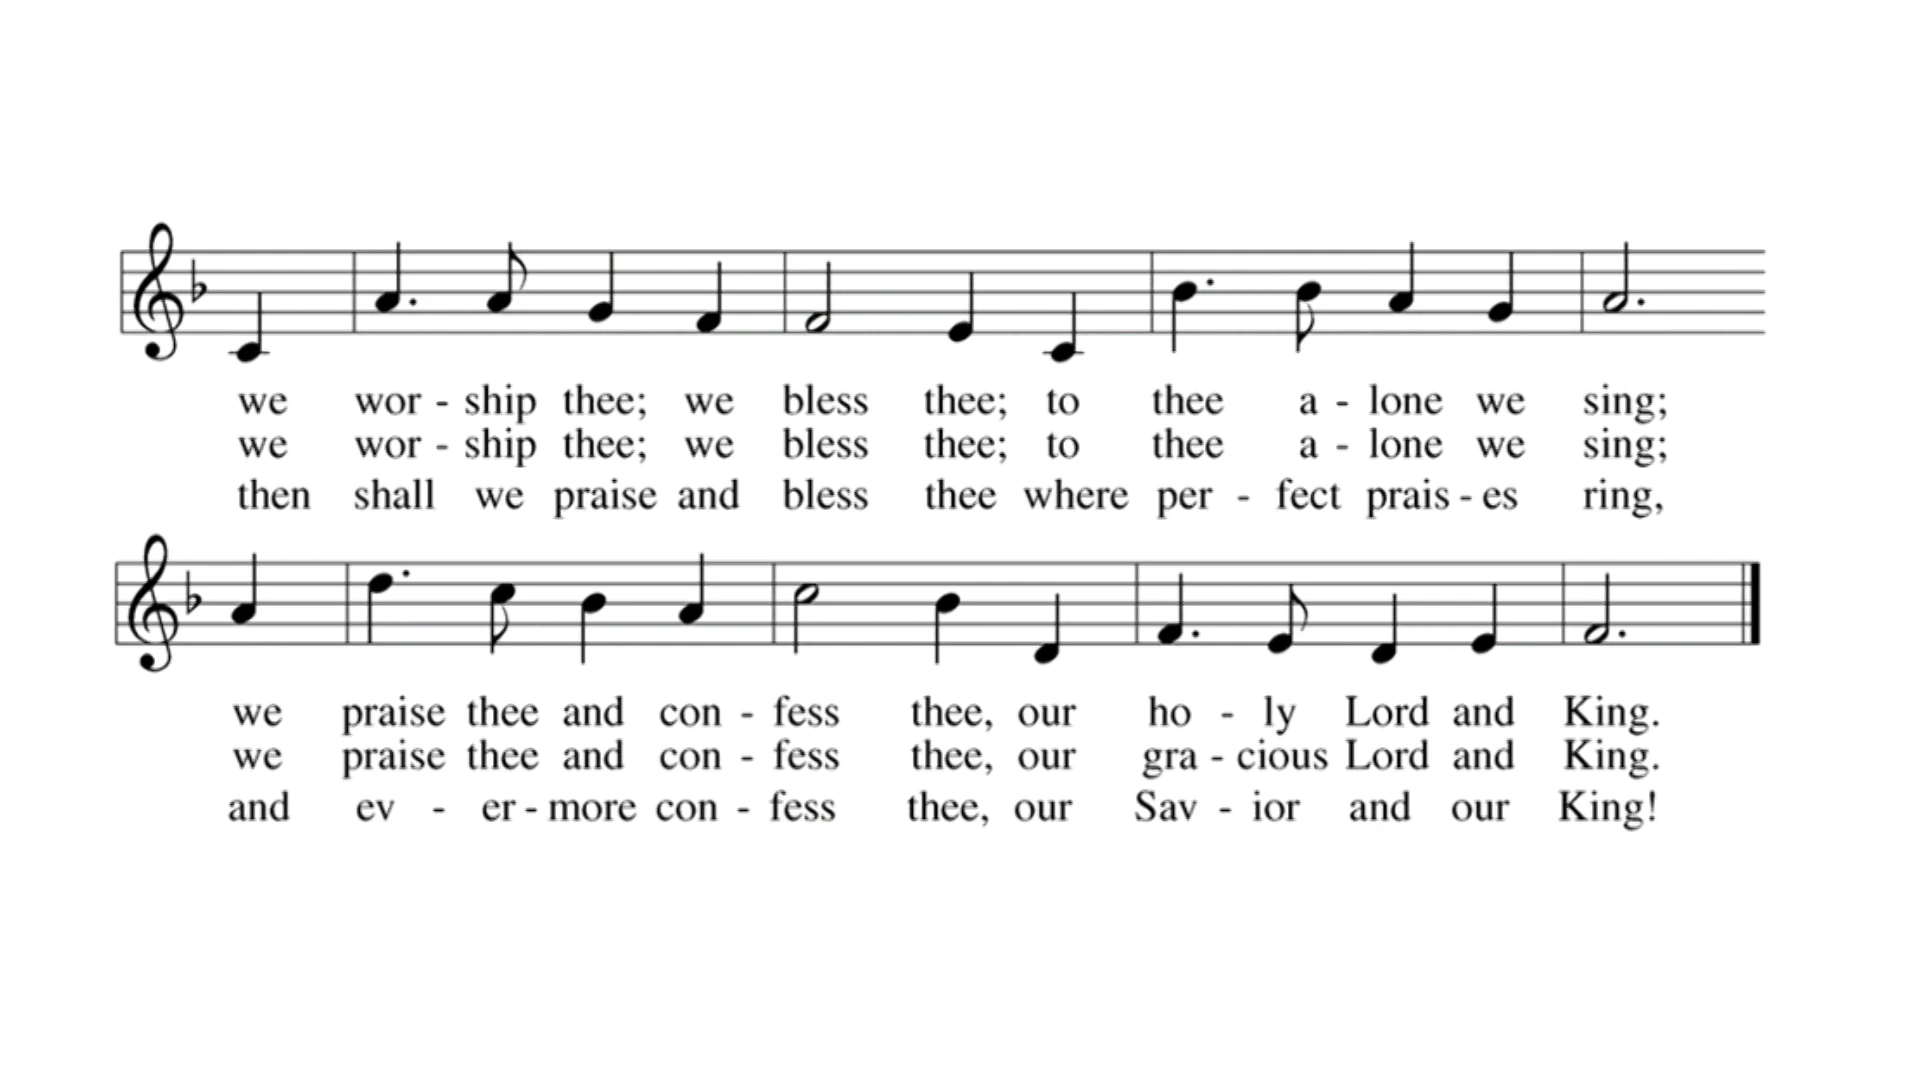 we wor - ship thee; we bless thee; to thee a - lone we sing;
we wor - ship thee; we bless thee; to thee a - lone we sing;
then shall we praise and bless thee where per - fect prais - es ring,
we praise thee and con - fess thee, our ho - ly Lord and King.
we praise thee and con - fess thee, our gra - cious Lord and King.
and ev - er - more con - fess thee, our Sav - ior and our King!